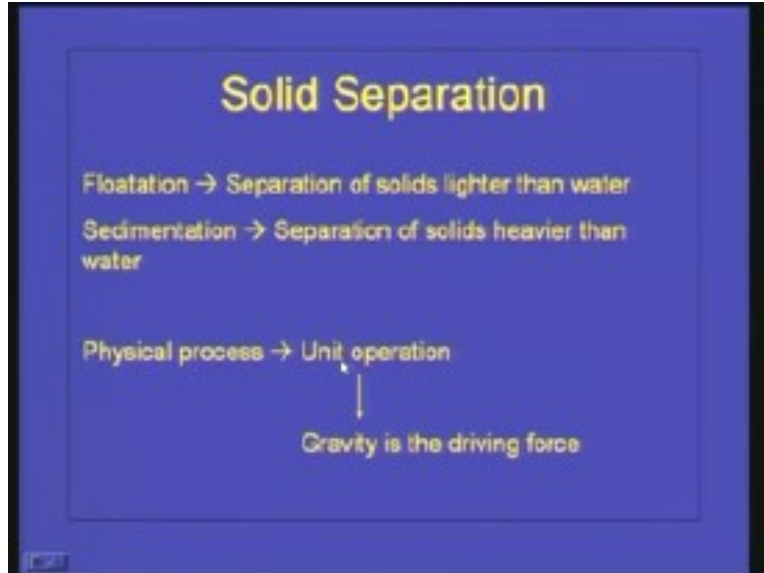 Solid Separation
Floatation → Separation of solids lighter than water
Sedimentation → Separation of solids heavier than
water
Physical process → Unit operation
Gravity is the driving force